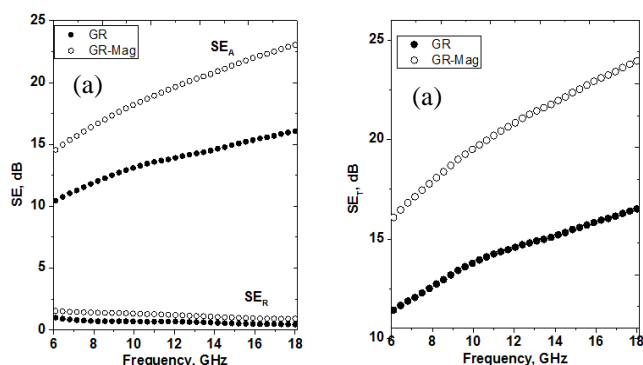 25
20
15
10
5
0
SE, dB
GR
GR-Mag
(a)
SE_A
SE_R
6 8 10 12 14 16 18
Frequency, GHz
25
20
15
10
SE_T, dB
GR
GR-Mag
(a)
6 8 10 12 14 16 18
Frequency, GHz